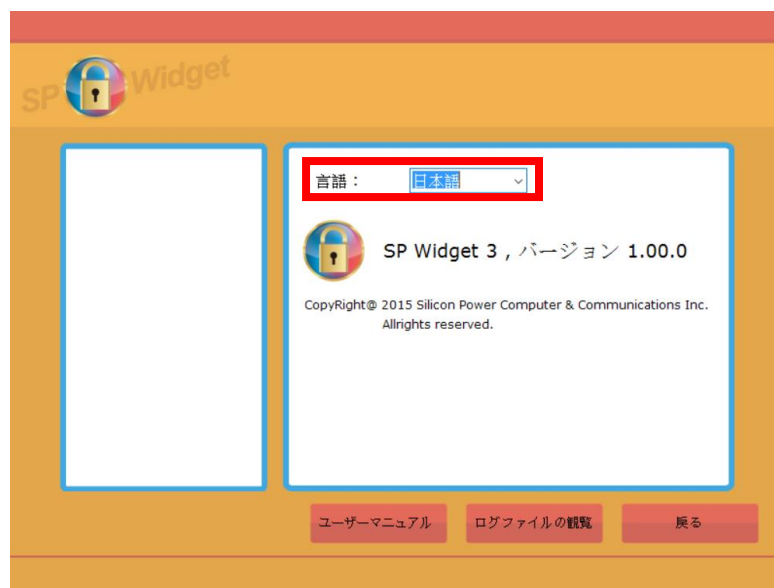 SP Widget
言語： 日本語
SP Widget 3 , バージョン 1.00.0
CopyRight@ 2015 Silicon Power Computer & Communications Inc.
Allrights reserved.
ユーザーマニュアル ログファイルの観覧 戻る